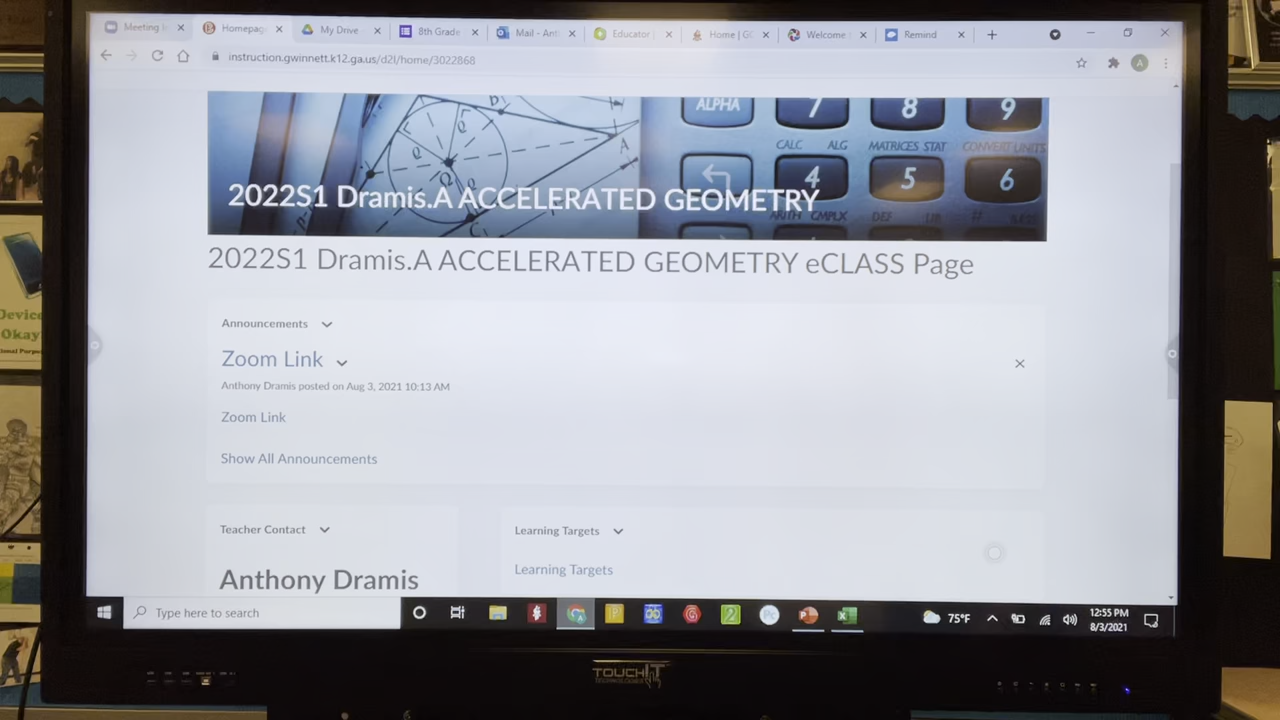 Meeting
Homepag
My Drive
8th Grade
Mail - Ant
Educator
Home | GC
Welcome
Remind
instruction.gwinnett.k12.ga.us/d2l/home/3022868
ALPHA
7
8
9
CALC
ALG
MATRICES STAT
CONVERT UNITS
4
5
6
2022S1 Dramis.A ACCELERATED GEOMETRY
2022S1 Dramis.A ACCELERATED GEOMETRY eCLASS Page
Announcements
Zoom Link
Anthony Dramis posted on Aug 3, 2021 10:13 AM
Zoom Link
Show All Announcements
Teacher Contact
Learning Targets
Anthony Dramis
Learning Targets
Type here to search
75°F
12:55 PM
8/3/2021
TOUCHIT
Device
Okay